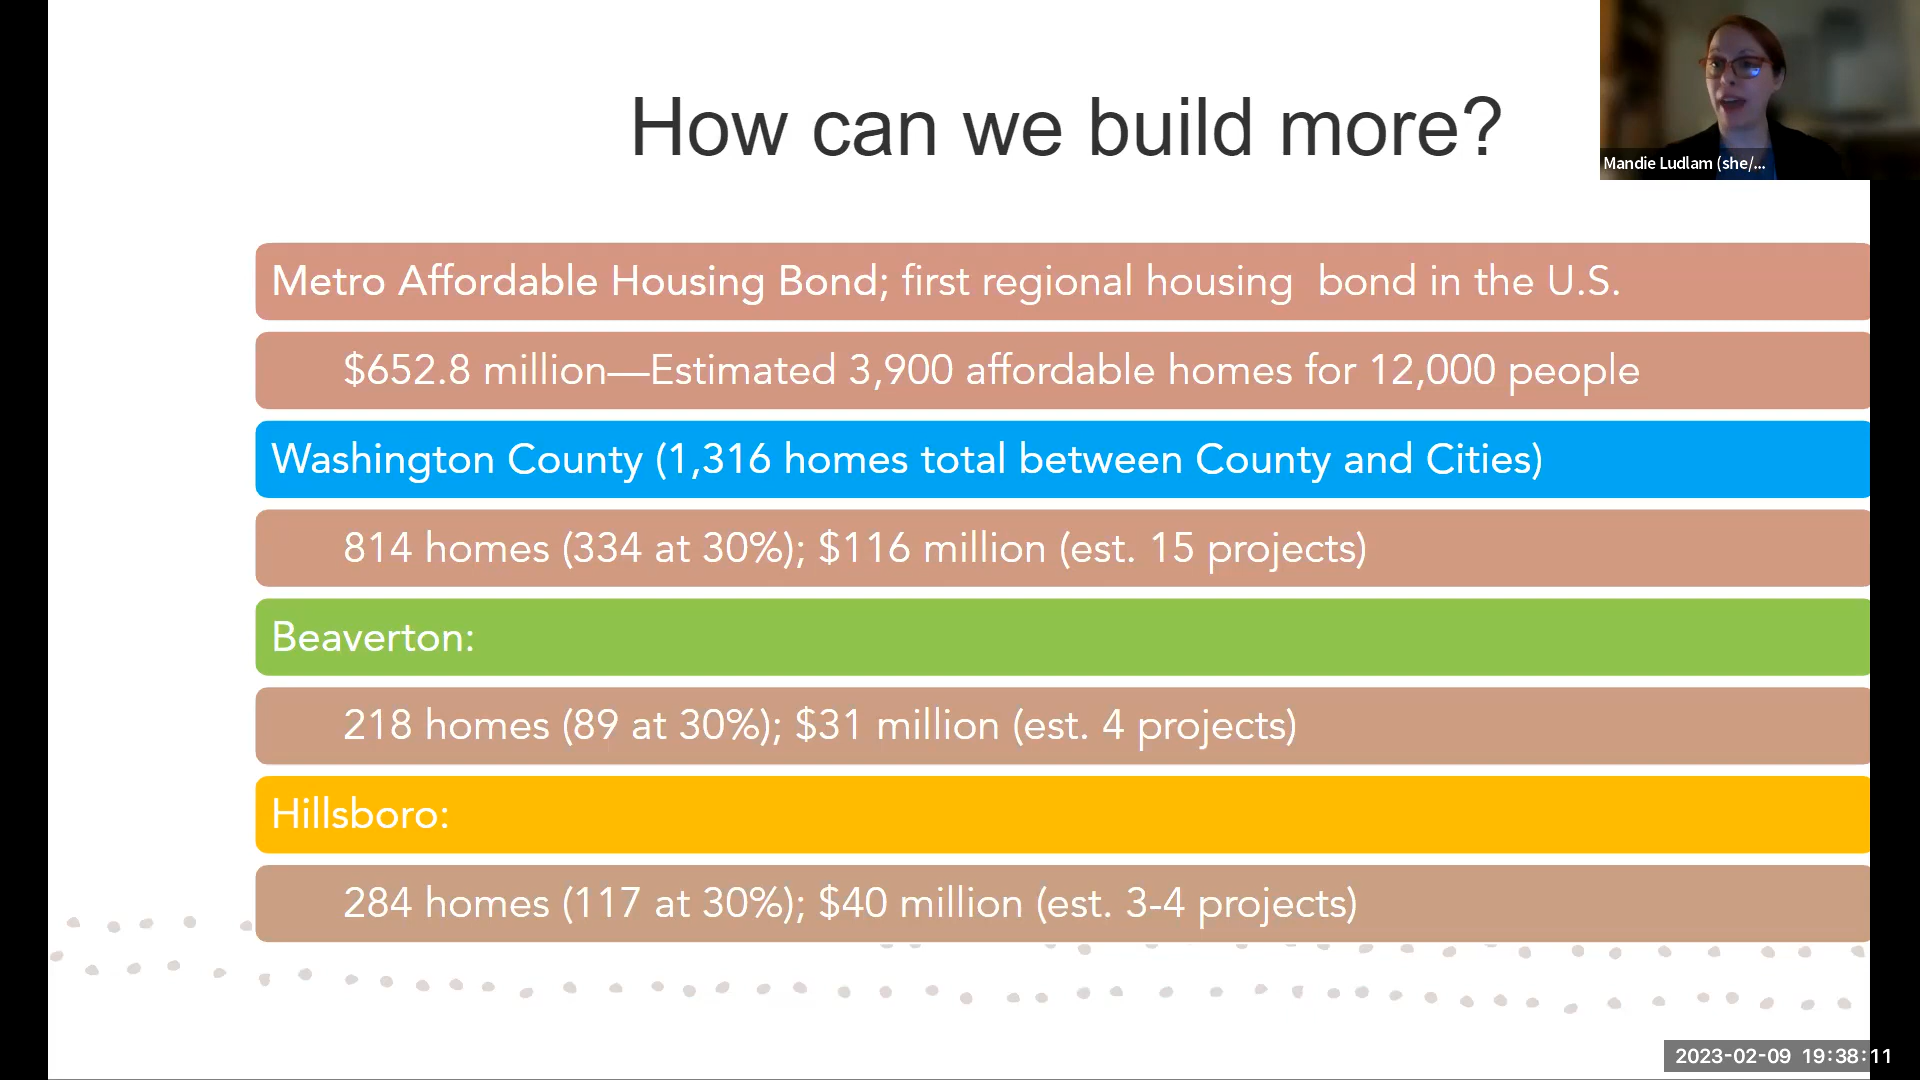 How can we build more?
Mandie Ludlam (she/...
Metro Affordable Housing Bond; first regional housing  bond in the U.S.
$652.8 million—Estimated 3,900 affordable homes for 12,000 people
Washington County (1,316 homes total between County and Cities)
814 homes (334 at 30%); $116 million (est. 15 projects)
Beaverton:
218 homes (89 at 30%); $31 million (est. 4 projects)
Hillsboro:
284 homes (117 at 30%); $40 million (est. 3-4 projects)
2023-02-09 19:38:11